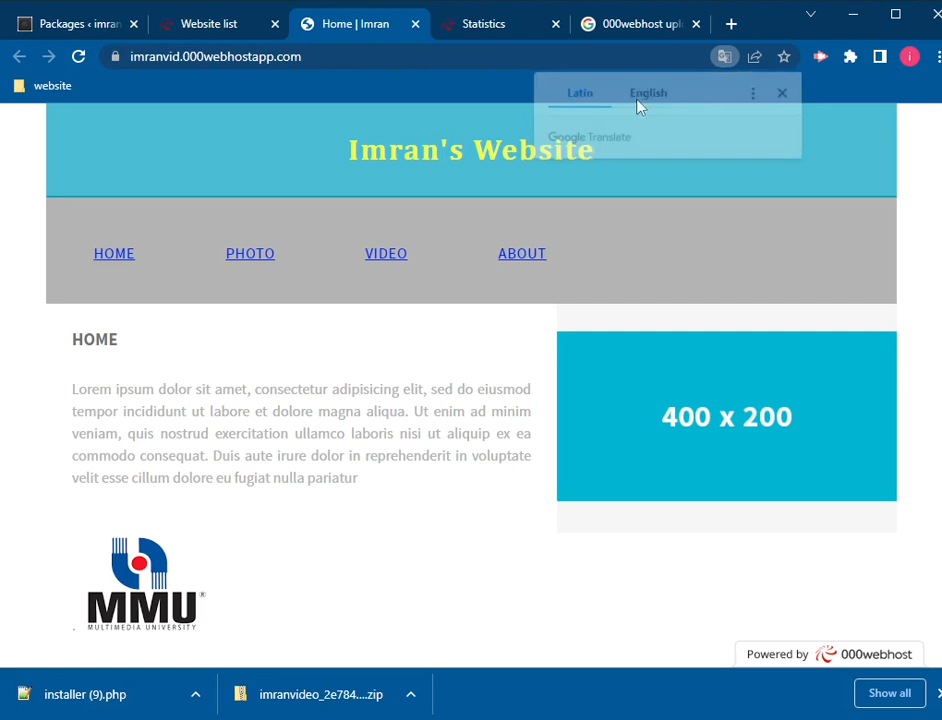 Packages ‹ imran
Website list
Home | Imran
Statistics
000webhost upl
imranvid.000webhostapp.com
i
website
Latin
English
Google Translate
Imran's Website
HOME
PHOTO
VIDEO
ABOUT
HOME
Lorem ipsum dolor sit amet, consectetur adipisicing elit, sed do eiusmod
tempor incididunt ut labore et dolore magna aliqua. Ut enim ad minim
veniam, quis nostrud exercitation ullamco laboris nisi ut aliquip ex ea
commodo consequat. Duis aute irure dolor in reprehenderit in voluptate
velit esse cillum dolore eu fugiat nulla pariatur
400 x 200
MMU®
MULTIMEDIA UNIVERSITY
Powered by 000webhost
installer (9).php
imranvideo_2e784....zip
Show all